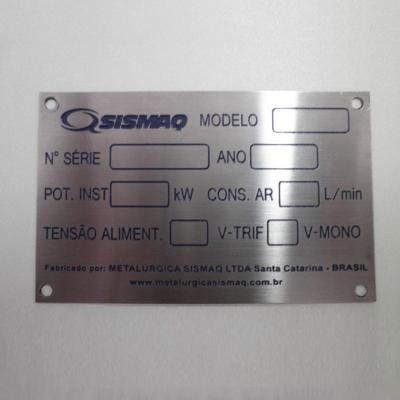 SISMAQ MODELO
Nº SÉRIE ANO
POT. INST kW CONS. AR L/min
TENSÃO ALIMENT. V-TRIF V-MONO
Fabricado por: METALURGICA SISMAQ LTDA Santa Catarina - BRASIL
www.metalurgicasismaq.com.br